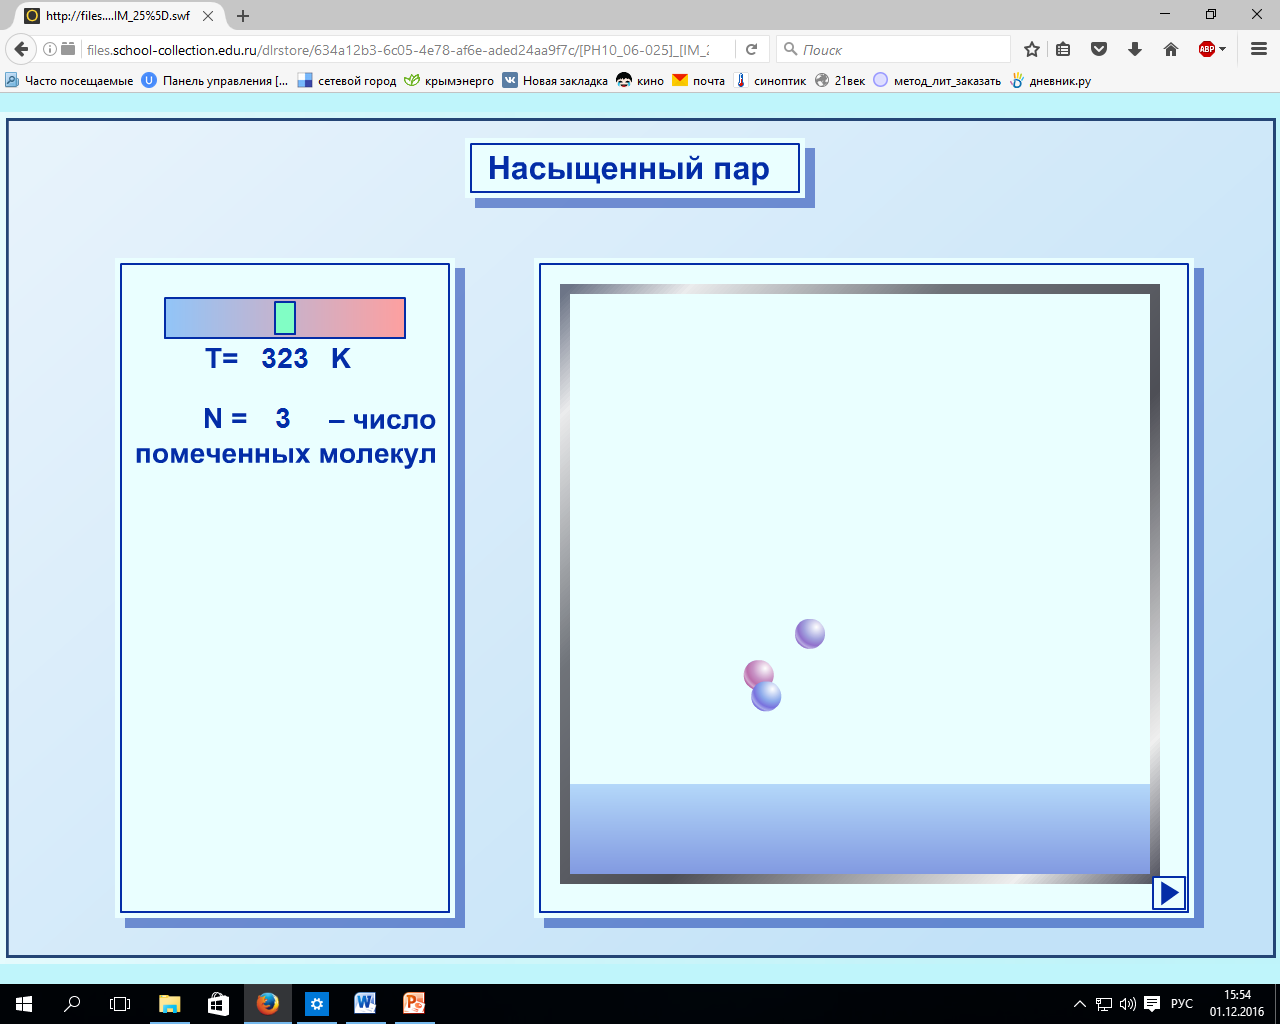 http://files....IM_25%5D.swf
files.school-collection.edu.ru/dlrstore/634a12b3-6c05-4e78-af6e-aded24aa9f7c/[PH10_06-025]_[IM_2
Поиск
ABP
Часто посещаемые
Панель управления [...
сетевой город
крымэнерго
Новая закладка
кино
почта
синоптик
21век
метод_лит_заказать
дневник.ру
Насыщенный пар
T= 323 K
N = 3 – число
помеченных молекул
РУС
15:54
01.12.2016